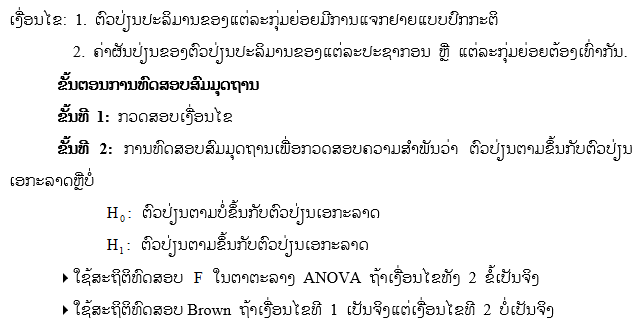 ເງື່ອນໄຂ: 1. ຕົວປ່ຽນປະລິມານຂອງແຕ່ລະກຸ່ມຍ່ອຍມີການແຈກຢາຍແບບປົກກະຕິ
2. ຄ່າຜັນປ່ຽນຂອງຕົວປ່ຽນປະລິມານຂອງແຕ່ລະປະຊາກອນ ຫຼື ແຕ່ລະກຸ່ມຍ່ອຍຕ້ອງເທົ່າກັນ.
ຂັ້ນຕອນການທົດສອບສົມມຸດຖານ
ຂັ້ນທີ 1: ກວດສອບເງື່ອນໄຂ
ຂັ້ນທີ 2: ການທົດສອບສົມມຸດຖານເພື່ອກວດສອບຄວາມສຳພັນວ່າ ຕົວປ່ຽນຕາມຂຶ້ນກັບຕົວປ່ຽນ
ເອກະລາດຫຼືບໍ່
H₀: ຕົວປ່ຽນຕາມບໍ່ຂຶ້ນກັບຕົວປ່ຽນເອກະລາດ
H₁: ຕົວປ່ຽນຕາມຂຶ້ນກັບຕົວປ່ຽນເອກະລາດ
▸ ໃຊ້ສະຖິຕິທົດສອບ F ໃນຕາຕະລາງ ANOVA ຖ້າເງື່ອນໄຂທັງ 2 ຂໍ້ເປັນຈິງ
▸ ໃຊ້ສະຖິຕິທົດສອບ Brown ຖ້າເງື່ອນໄຂທີ 1 ເປັນຈິງແຕ່ເງື່ອນໄຂທີ 2 ບໍ່ເປັນຈິງ